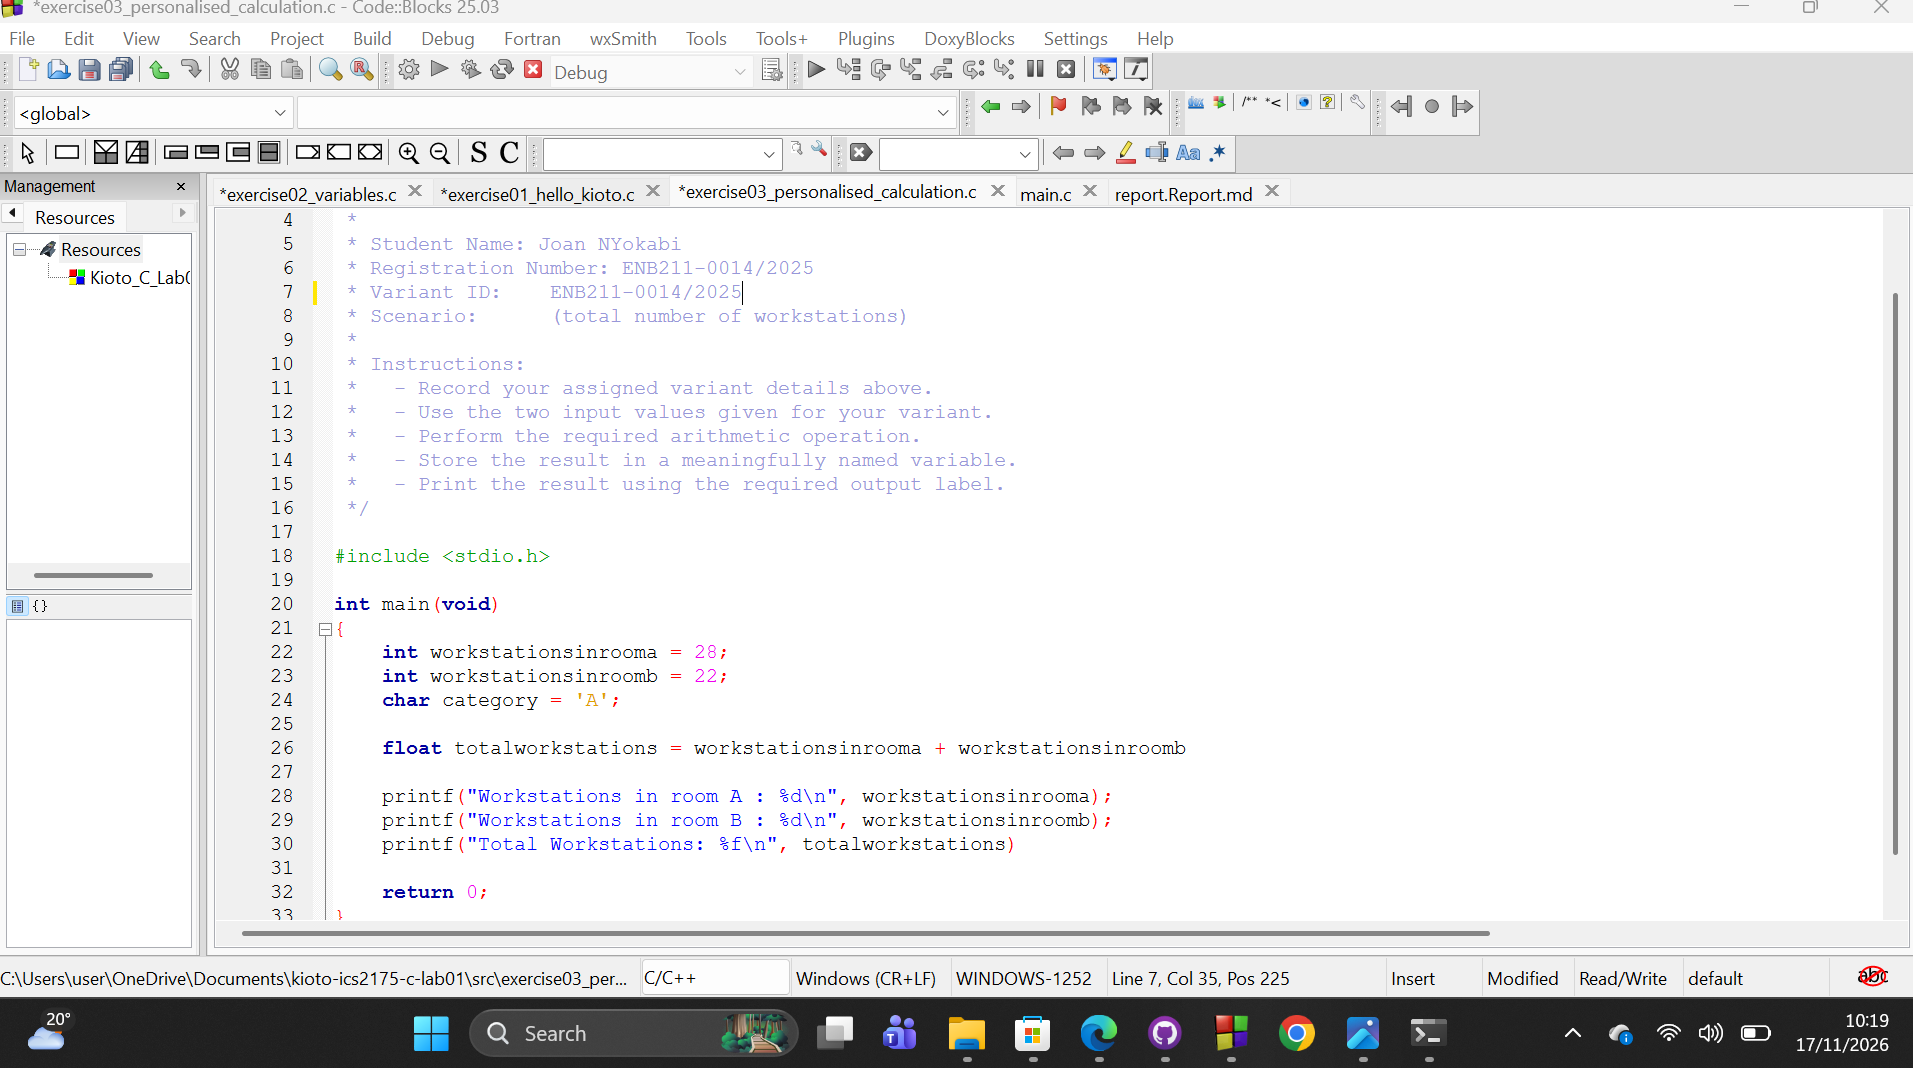 *exercise03_personalised_calculation.c - Code::Blocks 25.03
File Edit View Search Project Build Debug Fortran wxSmith Tools Tools+ Plugins DoxyBlocks Settings Help
Debug
<global>
/** *<
S C
Aa .*
Management
*exercise02_variables.c *exercise01_hello_kioto.c *exercise03_personalised_calculation.c main.c report.Report.md
Resources
Resources
Kioto_C_Lab0
{}
4 *
5 * Student Name: Joan NYokabi
6 * Registration Number: ENB211-0014/2025
7 * Variant ID: ENB211-0014/2025
8 * Scenario: (total number of workstations)
9 *
10 * Instructions:
11 * - Record your assigned variant details above.
12 * - Use the two input values given for your variant.
13 * - Perform the required arithmetic operation.
14 * - Store the result in a meaningfully named variable.
15 * - Print the result using the required output label.
16 */
17
18 #include <stdio.h>
19
20 int main(void)
21 {
22 int workstationsinrooma = 28;
23 int workstationsinroomb = 22;
24 char category = 'A';
25
26 float totalworkstations = workstationsinrooma + workstationsinroomb
27
28 printf("Workstations in room A : %d\n", workstationsinrooma);
29 printf("Workstations in room B : %d\n", workstationsinroomb);
30 printf("Total Workstations: %f\n", totalworkstations)
31
32 return 0;
33 }
C:\Users\user\OneDrive\Documents\kioto-ics2175-c-lab01\src\exercise03_per... C/C++ Windows (CR+LF) WINDOWS-1252 Line 7, Col 35, Pos 225 Insert Modified Read/Write default abc
20°
Search
10:19
17/11/2026